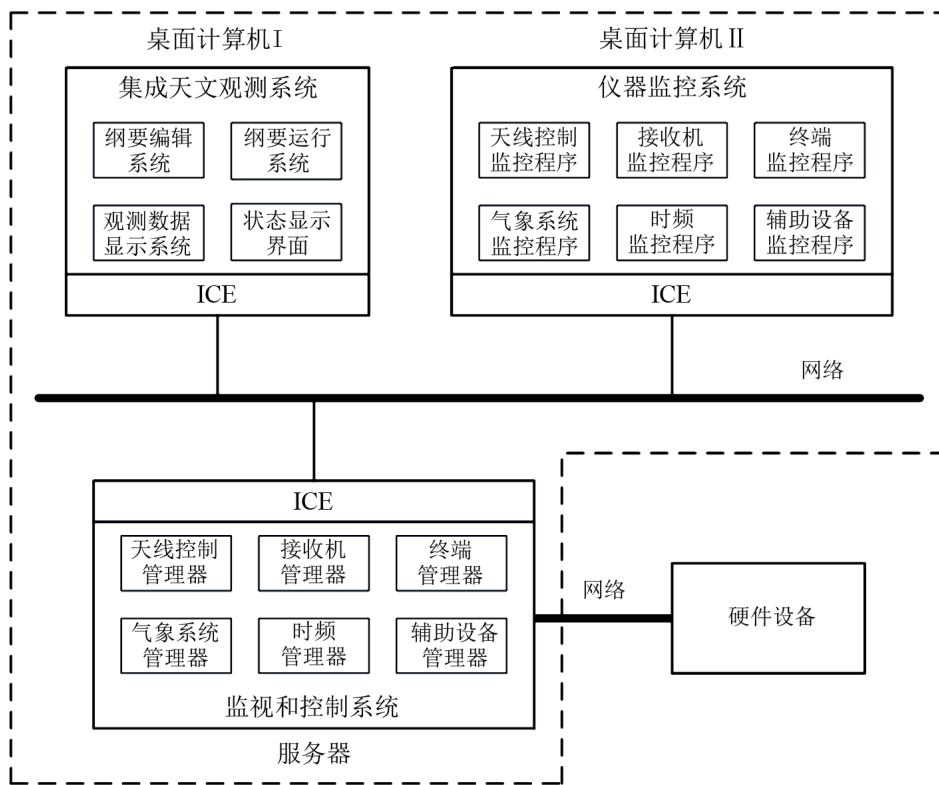 桌面计算机Ⅰ
集成天文观测系统
纲要编辑
系统
纲要运行
系统
观测数据
显示系统
状态显示
界面
ICE
桌面计算机Ⅱ
仪器监控系统
天线控制
监控程序
接收机
监控程序
终端
监控程序
气象系统
监控程序
时频
监控程序
辅助设备
监控程序
ICE
网络
ICE
天线控制
管理器
接收机
管理器
终端
管理器
气象系统
管理器
时频
管理器
辅助设备
管理器
监视和控制系统
服务器
网络
硬件设备